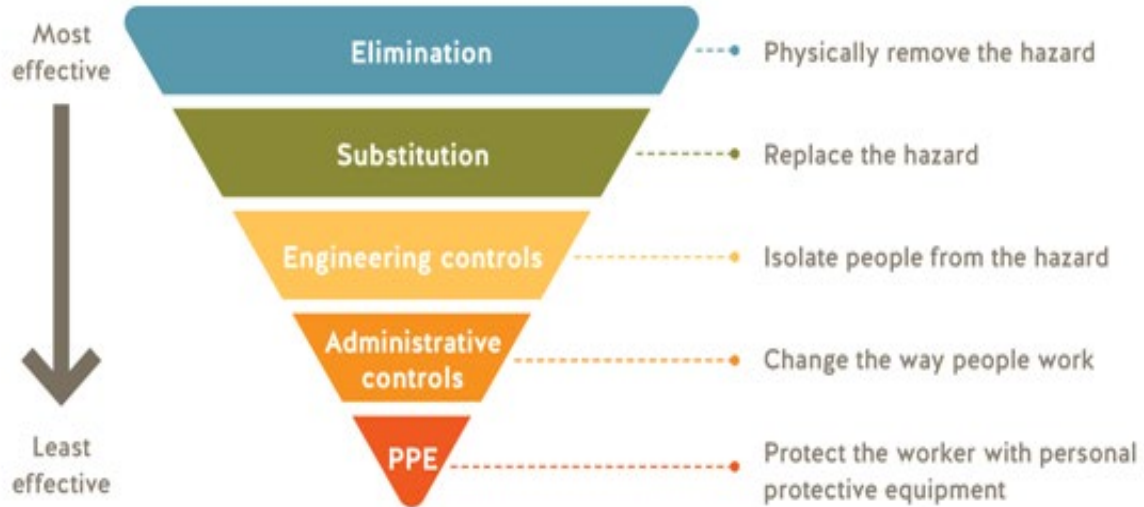 Most
effective
Elimination
Physically remove the hazard
Substitution
Replace the hazard
Engineering controls
Isolate people from the hazard
Administrative
controls
Change the way people work
Least
effective
PPE
Protect the worker with personal
protective equipment